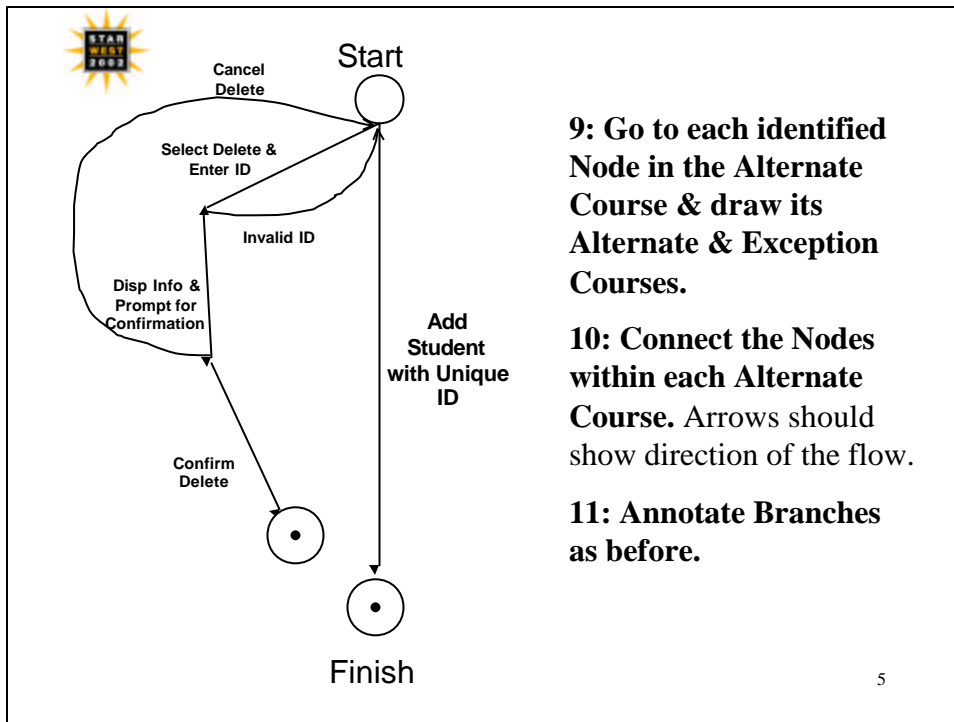 STAR
WEST
2002
Start
Cancel
Delete
Select Delete &
Enter ID
Invalid ID
Disp Info &
Prompt for
Confirmation
Add
Student
with Unique
ID
Confirm
Delete
Finish
9: Go to each identified
Node in the Alternate
Course & draw its
Alternate & Exception
Courses.
10: Connect the Nodes
within each Alternate
Course. Arrows should
show direction of the flow.
11: Annotate Branches
as before.
5